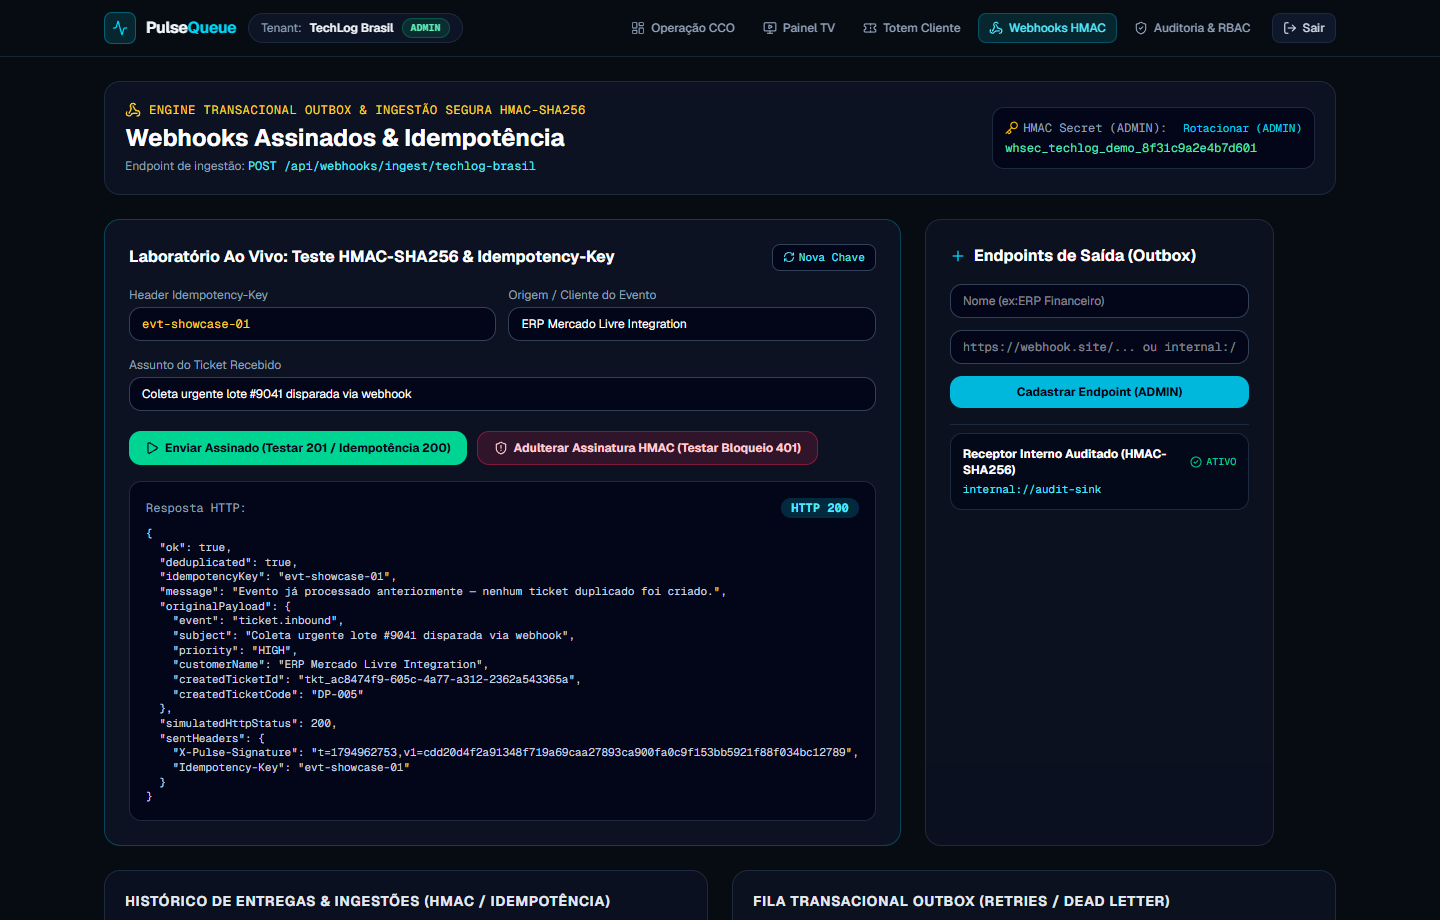 PulseQueue
Tenant: TechLog Brasil ADMIN
Operação CCO
Painel TV
Totem Cliente
Webhooks HMAC
Auditoria & RBAC
Sair
ENGINE TRANSACIONAL OUTBOX & INGESTÃO SEGURA HMAC-SHA256
Webhooks Assinados & Idempotência
Endpoint de ingestão: POST /api/webhooks/ingest/techlog-brasil
HMAC Secret (ADMIN): Rotacionar (ADMIN)
whsec_techlog_demo_8f31c9a2e4b7d601
Laboratório Ao Vivo: Teste HMAC-SHA256 & Idempotency-Key
Nova Chave
Header Idempotency-Key
evt-showcase-01
Origem / Cliente do Evento
ERP Mercado Livre Integration
Assunto do Ticket Recebido
Coleta urgente lote #9041 disparada via webhook
Enviar Assinado (Testar 201 / Idempotência 200)
Adulterar Assinatura HMAC (Testar Bloqueio 401)
Resposta HTTP:
HTTP 200
{
"ok": true,
"deduplicated": true,
"idempotencyKey": "evt-showcase-01",
"message": "Evento já processado anteriormente — nenhum ticket duplicado foi criado.",
"originalPayload": {
"event": "ticket.inbound",
"subject": "Coleta urgente lote #9041 disparada via webhook",
"priority": "HIGH",
"customerName": "ERP Mercado Livre Integration",
"createdTicketId": "tkt_ac8474f9-605c-4a77-a312-2362a543365a",
"createdTicketCode": "DP-005"
},
"simulatedHttpStatus": 200,
"sentHeaders": {
"X-Pulse-Signature": "t=1794962753,v1=cdd20d4f2a91348f719a69caa27893ca900fa0c9f153bb5921f88f034bc12789",
"Idempotency-Key": "evt-showcase-01"
}
}
Endpoints de Saída (Outbox)
Nome (ex:ERP Financeiro)
https://webhook.site/... ou internal:/
Cadastrar Endpoint (ADMIN)
Receptor Interno Auditado (HMAC-
SHA256)
ATIVO
internal://audit-sink
HISTÓRICO DE ENTREGAS & INGESTÕES (HMAC / IDEMPOTÊNCIA)
FILA TRANSACIONAL OUTBOX (RETRIES / DEAD LETTER)